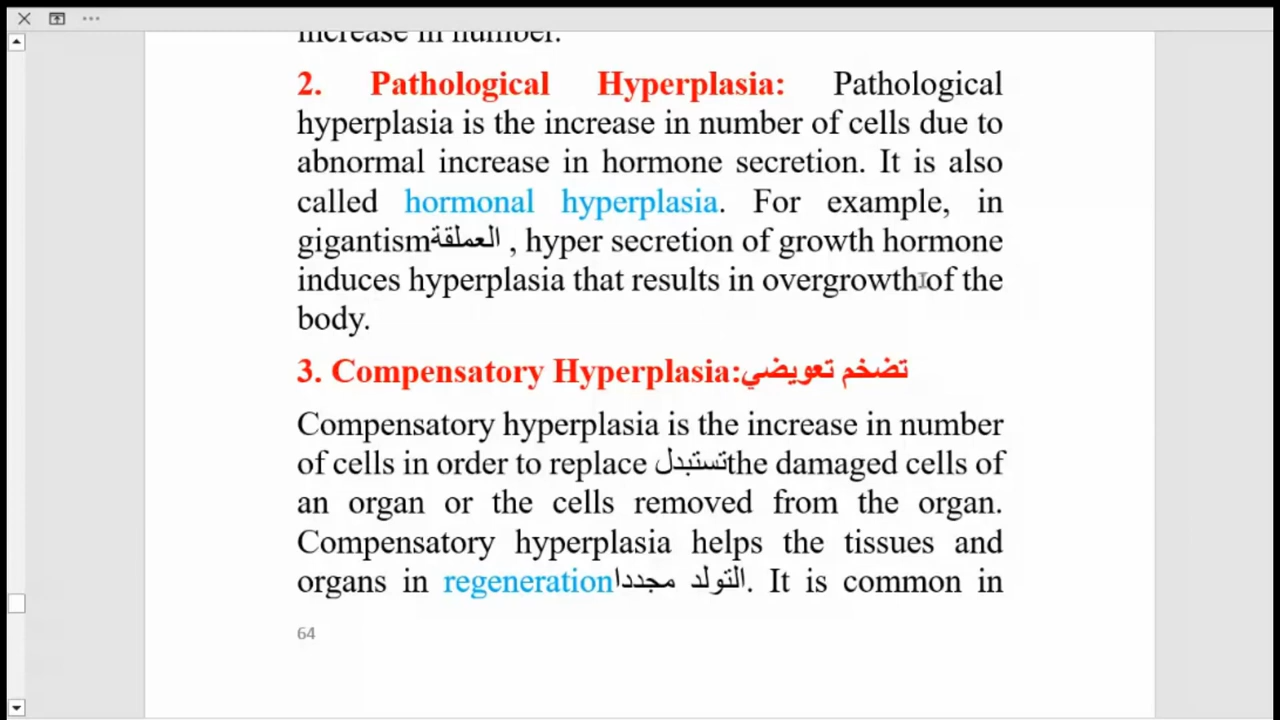 increase in number.
2. Pathological Hyperplasia: Pathological
hyperplasia is the increase in number of cells due to
abnormal increase in hormone secretion. It is also
called hormonal hyperplasia. For example, in
gigantismالعملقة , hyper secretion of growth hormone
induces hyperplasia that results in overgrowth of the
body.
3. Compensatory Hyperplasia:تضخم تعويضي
Compensatory hyperplasia is the increase in number
of cells in order to replace تستبدلthe damaged cells of
an organ or the cells removed from the organ.
Compensatory hyperplasia helps the tissues and
organs in regenerationالتولد مجددا. It is common in
64